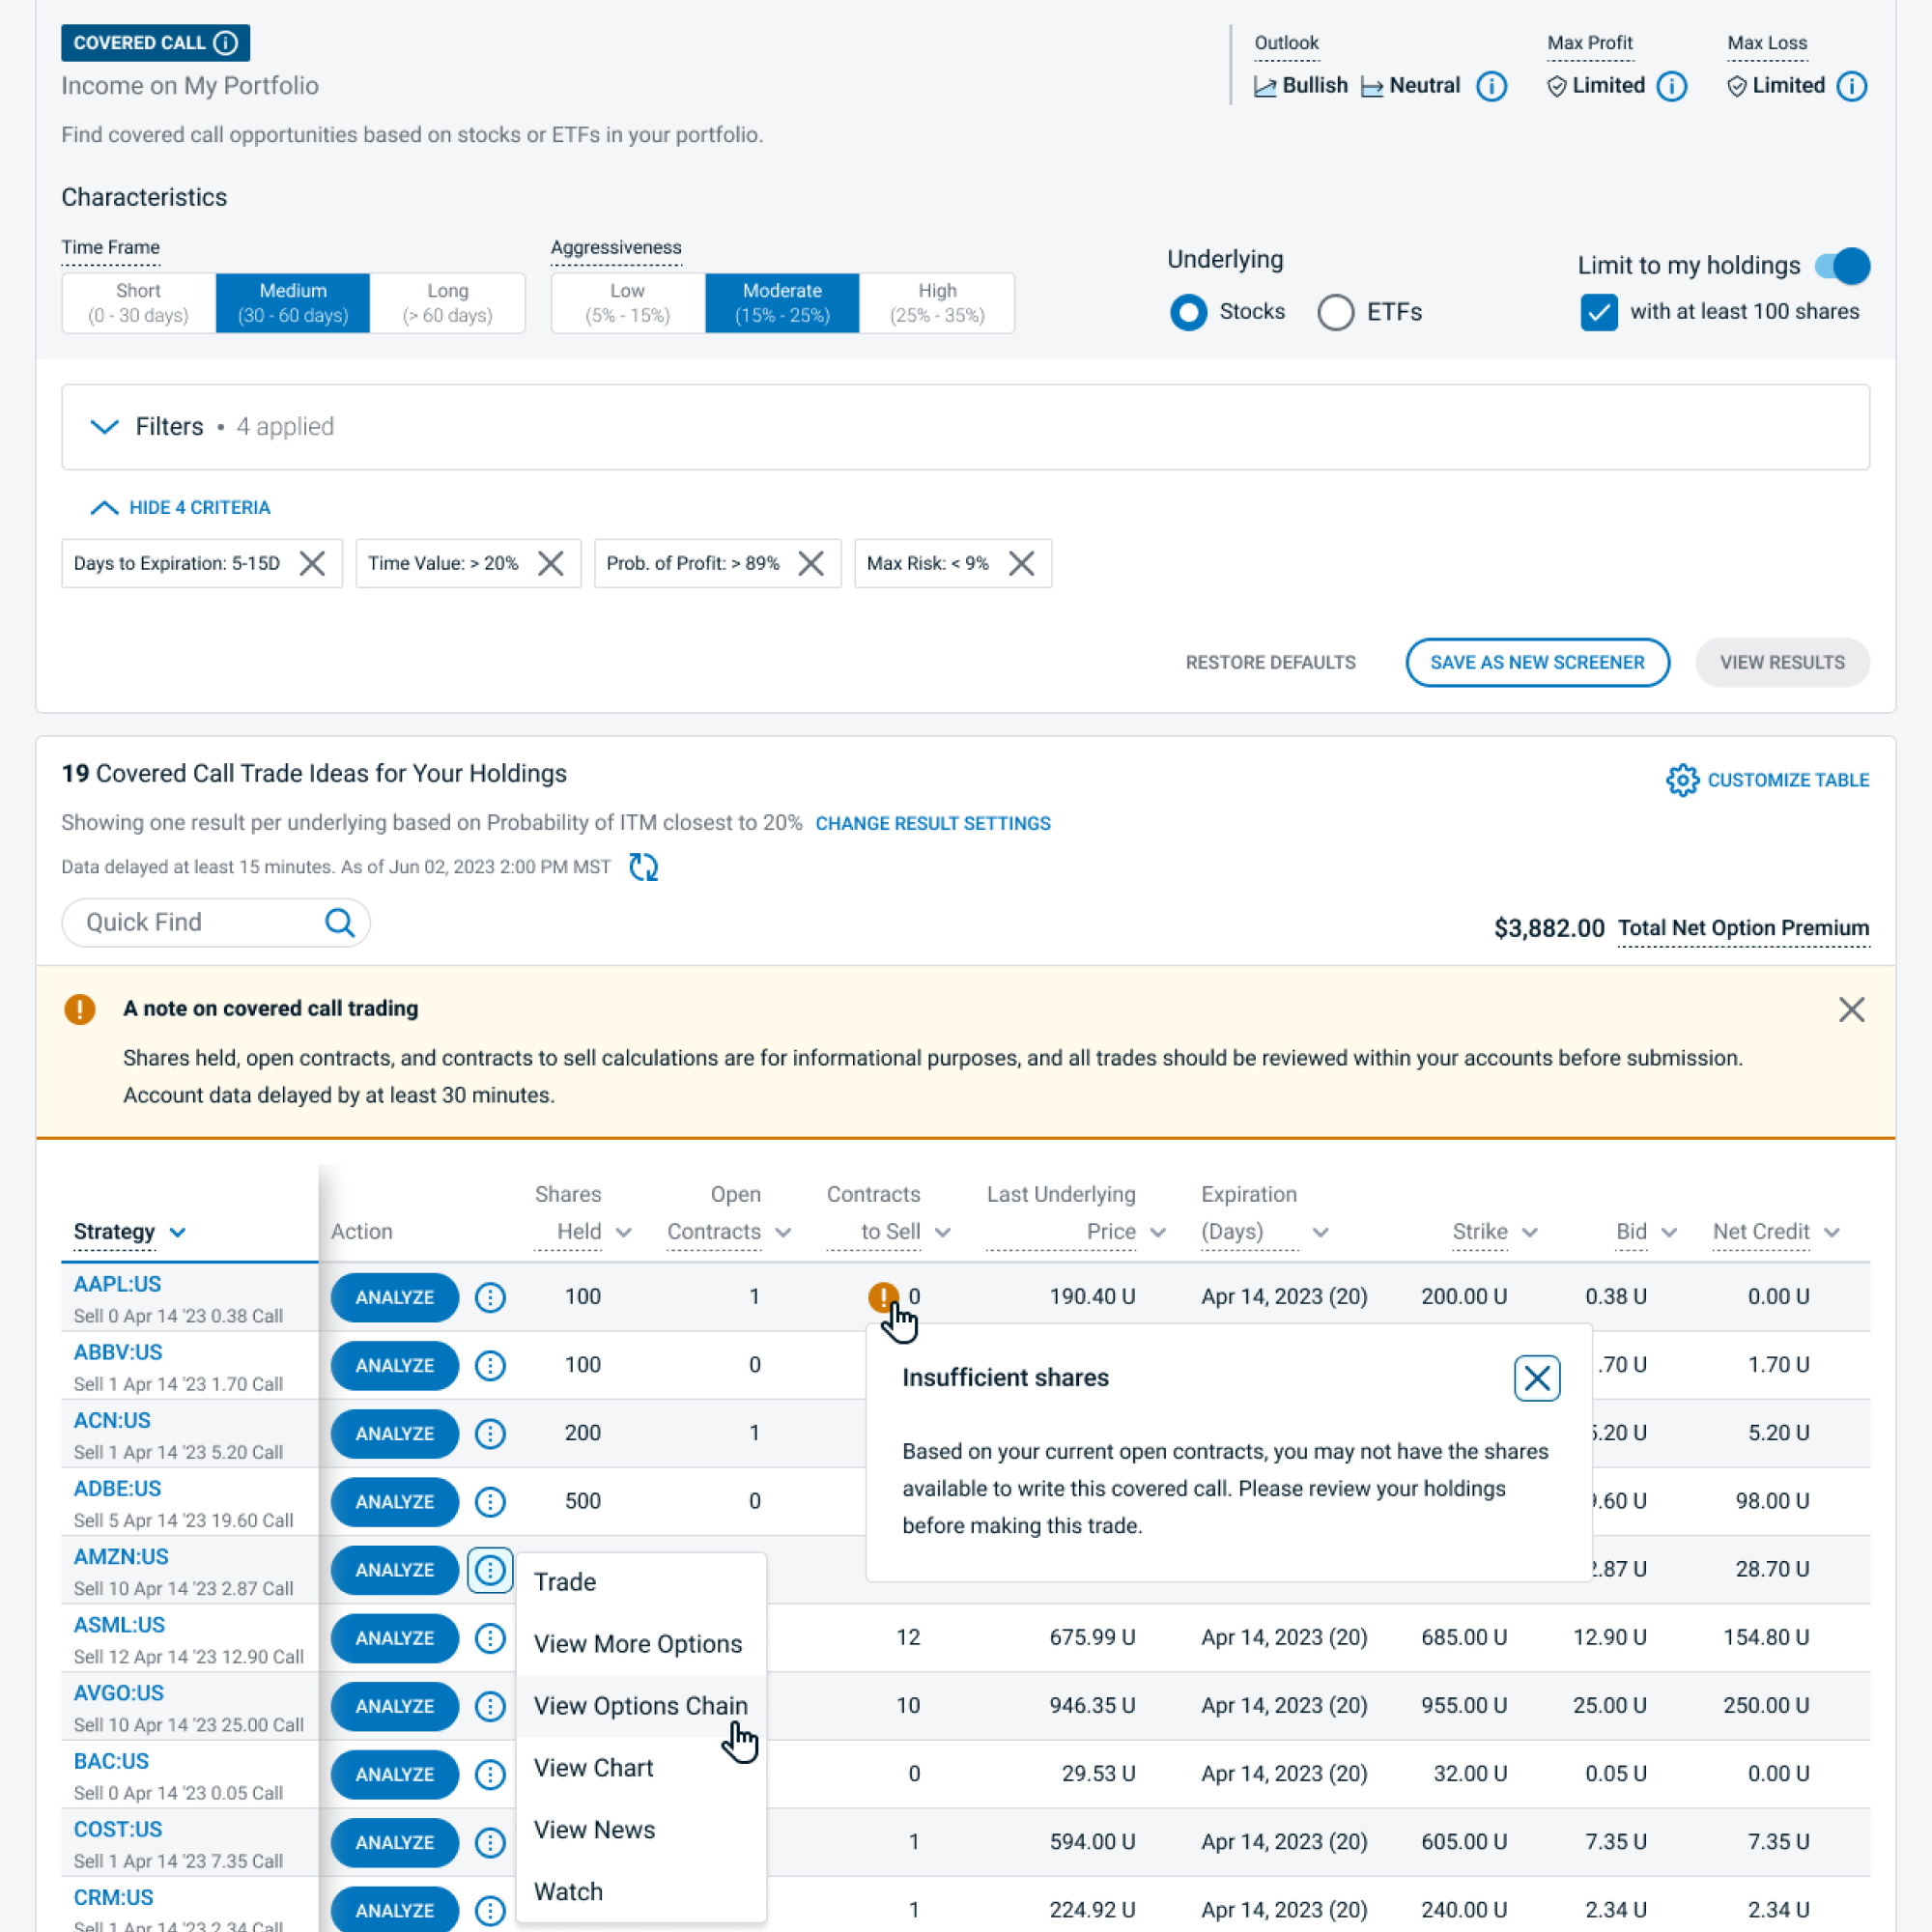 COVERED CALL
Income on My Portfolio
Find covered call opportunities based on stocks or ETFs in your portfolio.
Outlook
Bullish Neutral
Max Profit
Limited
Max Loss
Limited
Characteristics
Time Frame
Short
(0 - 30 days)
Medium
(30 - 60 days)
Long
(> 60 days)
Aggressiveness
Low
(5% - 15%)
Moderate
(15% - 25%)
High
(25% - 35%)
Underlying
Stocks ETFs
Limit to my holdings
with at least 100 shares
Filters • 4 applied
HIDE 4 CRITERIA
Days to Expiration: 5-15D Time Value: > 20% Prob. of Profit: > 89% Max Risk: < 9%
RESTORE DEFAULTS SAVE AS NEW SCREENER VIEW RESULTS
19 Covered Call Trade Ideas for Your Holdings
CUSTOMIZE TABLE
Showing one result per underlying based on Probability of ITM closest to 20% CHANGE RESULT SETTINGS
Data delayed at least 15 minutes. As of Jun 02, 2023 2:00 PM MST
Quick Find
$3,882.00 Total Net Option Premium
A note on covered call trading
Shares held, open contracts, and contracts to sell calculations are for informational purposes, and all trades should be reviewed within your accounts before submission.
Account data delayed by at least 30 minutes.
Shares Open Contracts Last Underlying Expiration
Strategy Action Held Contracts to Sell Price (Days) Strike Bid Net Credit
AAPL:US
Sell 0 Apr 14 '23 0.38 Call
ANALYZE 100 1 0 190.40 U Apr 14, 2023 (20) 200.00 U 0.38 U 0.00 U
ABBV:US
Sell 1 Apr 14 '23 1.70 Call
ANALYZE 100 0 .70 U 1.70 U
ACN:US
Sell 1 Apr 14 '23 5.20 Call
ANALYZE 200 1 .20 U 5.20 U
ADBE:US
Sell 5 Apr 14 '23 19.60 Call
ANALYZE 500 0 .60 U 98.00 U
Insufficient shares
Based on your current open contracts, you may not have the shares
available to write this covered call. Please review your holdings
before making this trade.
AMZN:US
Sell 10 Apr 14 '23 2.87 Call
ANALYZE 2.87 U 28.70 U
Trade
View More Options
View Options Chain
View Chart
View News
Watch
ASML:US
Sell 12 Apr 14 '23 12.90 Call
ANALYZE 12 675.99 U Apr 14, 2023 (20) 685.00 U 12.90 U 154.80 U
AVGO:US
Sell 10 Apr 14 '23 25.00 Call
ANALYZE 10 946.35 U Apr 14, 2023 (20) 955.00 U 25.00 U 250.00 U
BAC:US
Sell 0 Apr 14 '23 0.05 Call
ANALYZE 0 29.53 U Apr 14, 2023 (20) 32.00 U 0.05 U 0.00 U
COST:US
Sell 1 Apr 14 '23 7.35 Call
ANALYZE 1 594.00 U Apr 14, 2023 (20) 605.00 U 7.35 U 7.35 U
CRM:US
Sell 1 Apr 14 '23 2.34 Call
ANALYZE 1 224.92 U Apr 14, 2023 (20) 240.00 U 2.34 U 2.34 U